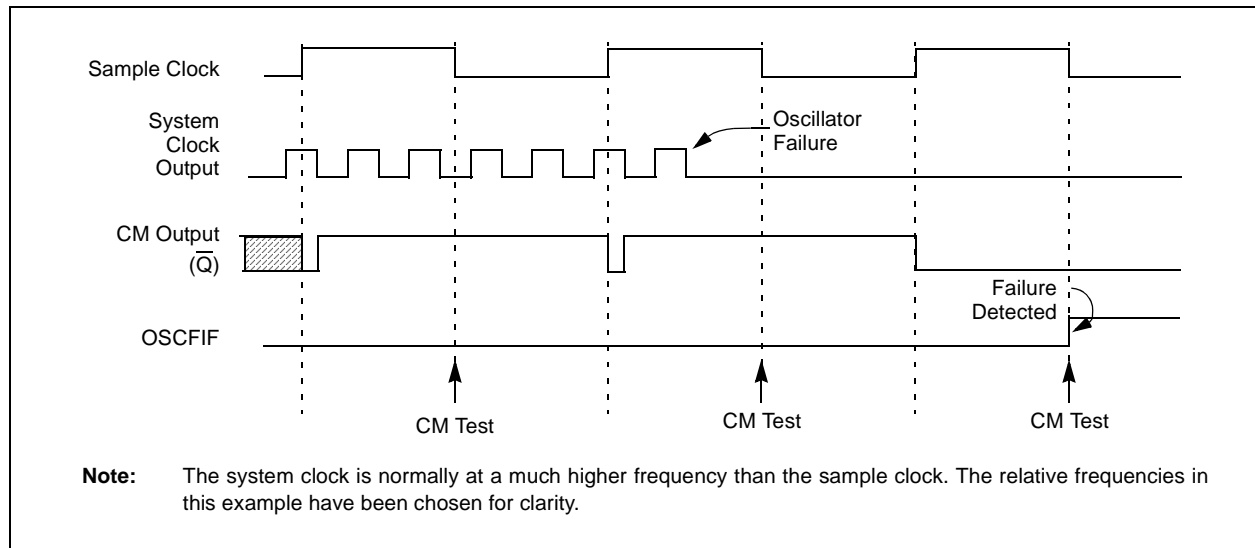 Sample Clock
System
Clock
Output
Oscillator
Failure
CM Output
(Q̅)
Failure
Detected
OSCFIF
CM Test
CM Test
CM Test
Note: The system clock is normally at a much higher frequency than the sample clock. The relative frequencies in
this example have been chosen for clarity.